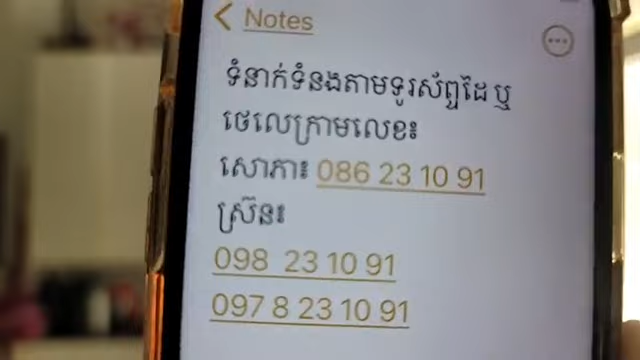 Notes
ទំនាក់ទំនងតាមទូរស័ព្ទដៃ ឬ
ថេលេក្រាមលេខ៖
សោភា៖ 086 23 10 91
ស្រ៊ន៖
098 23 10 91
097 8 23 10 91